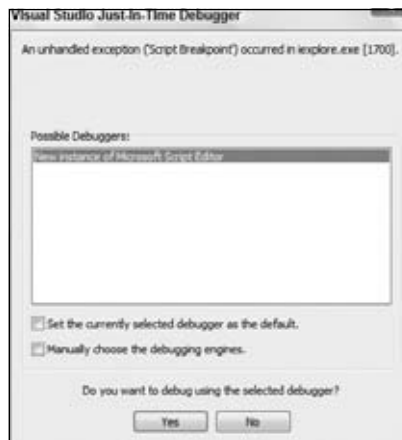 Visual Studio Just-In-Time Debugger
An unhandled exception ('Script Breakpoint') occurred in iexplore.exe [1700].
Possible Debuggers:
New instance of Microsoft Script Editor
Set the currently selected debugger as the default.
Manually choose the debugging engines.
Do you want to debug using the selected debugger?
Yes
No